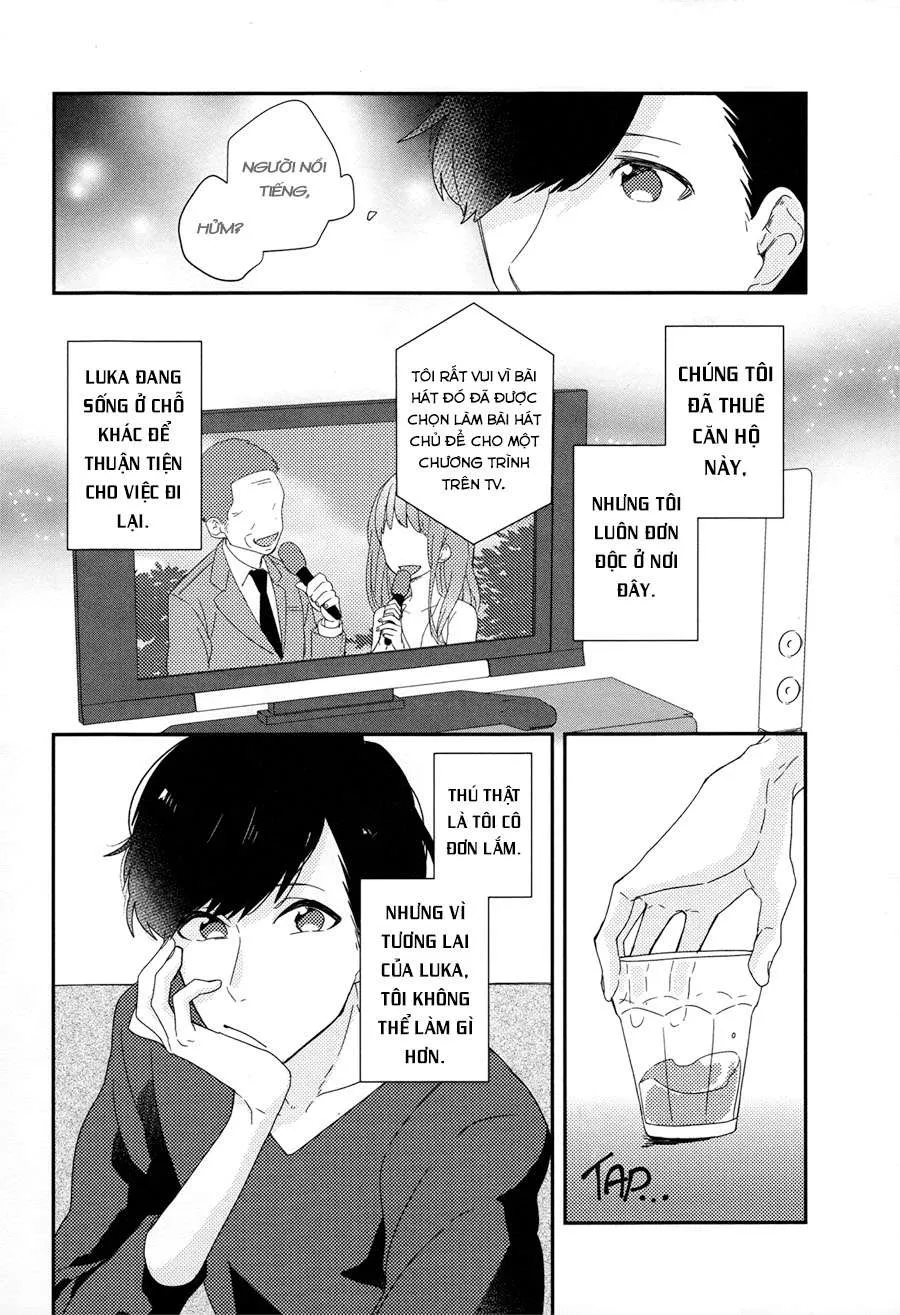 NGƯỜI NỔI
TIẾNG,
HỬM?
CHÚNG TÔI
ĐÃ THUÊ
CĂN HỘ
NÀY,
NHƯNG TÔI
LUÔN ĐƠN
ĐỘC Ở NƠI
ĐÂY.
TÔI RẤT VUI VÌ BÀI
HÁT ĐÓ ĐÃ ĐƯỢC
CHỌN LÀM BÀI HÁT
CHỦ ĐỀ CHO MỘT
CHƯƠNG TRÌNH
TRÊN TV.
LUKA ĐANG
SỐNG Ở CHỖ
KHÁC ĐỂ
THUẬN TIỆN
CHO VIỆC ĐI
LẠI.
TAP...
THÚ THẬT
LÀ TÔI CÔ
ĐƠN LẮM.
NHƯNG VÌ
TƯƠNG LAI
CỦA LUKA,
TÔI KHÔNG
THỂ LÀM GÌ
HƠN.